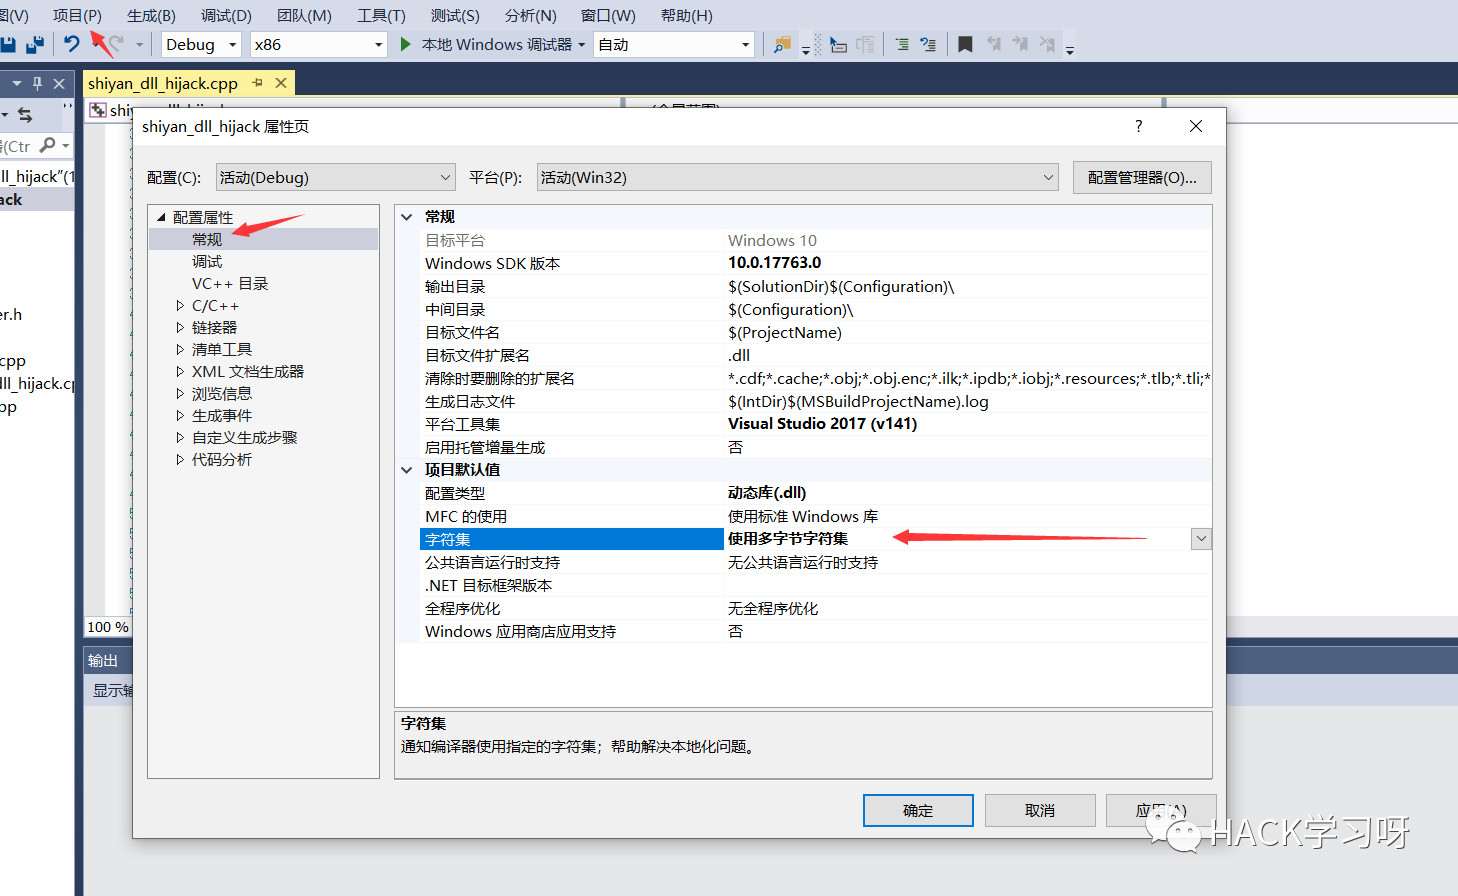 图(V) 项目(P) 生成(B) 调试(D) 团队(M) 工具(T) 测试(S) 分析(N) 窗口(W) 帮助(H)
Debug x86 本地 Windows 调试器 自动
shiyan_dll_hijack.cpp
(Ctr
ll_hijack"(1
ack
er.h
cpp
ll_hijack.cp
pp
100 %
输出
显示输
shiyan_dll_hijack 属性页
配置(C): 活动(Debug) 平台(P): 活动(Win32) 配置管理器(O)...
配置属性
常规
调试
VC++ 目录
C/C++
链接器
清单工具
XML 文档生成器
浏览信息
生成事件
自定义生成步骤
代码分析
常规
目标平台 Windows 10
Windows SDK 版本 10.0.17763.0
输出目录 $(SolutionDir)$(Configuration)\
中间目录 $(Configuration)\
目标文件名 $(ProjectName)
目标文件扩展名 .dll
清除时要删除的扩展名 *.cdf;*.cache;*.obj;*.obj.enc;*.ilk;*.ipdb;*.iobj;*.resources;*.tlb;*.tli;*
生成日志文件 $(IntDir)$(MSBuildProjectName).log
平台工具集 Visual Studio 2017 (v141)
启用托管增量生成 否
项目默认值
配置类型 动态库(.dll)
MFC 的使用 使用标准 Windows 库
字符集 使用多字节字符集
公共语言运行时支持 无公共语言运行时支持
.NET 目标框架版本
全程序优化 无全程序优化
Windows 应用商店应用支持 否
字符集
通知编译器使用指定的字符集；帮助解决本地化问题。
确定 取消 应用(A)
HACK学习呀